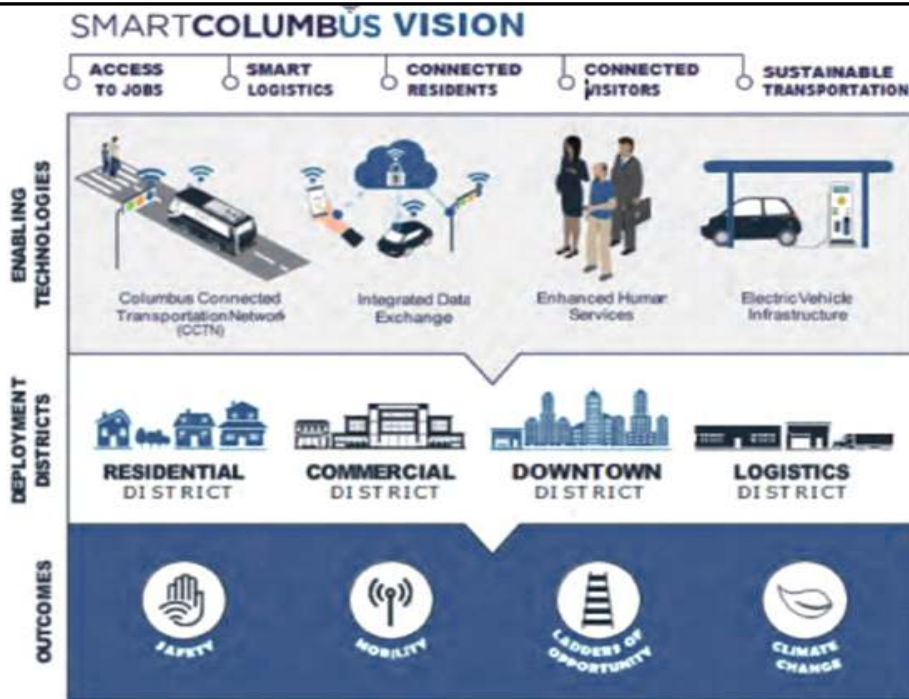 SMARTCOLUMBUS VISION
ACCESS
TO JOBS
SMART
LOGISTICS
CONNECTED
RESIDENTS
CONNECTED
VISITORS
SUSTAINABLE
TRANSPORTATION
ENABLING
TECHNOLOGIES
Columbus Connected
Transportation Network
(CCTN)
Integrated Data
Exchange
Enhanced Human
Services
Electric Vehicle
Infrastructure
DEPLOYMENT
DISTRICTS
RESIDENTIAL
DISTRICT
COMMERCIAL
DISTRICT
DOWNTOWN
DISTRICT
LOGISTICS
DISTRICT
OUTCOMES
SAFETY
MOBILITY
LADDERS OF
OPPORTUNITY
CLIMATE
CHANGE